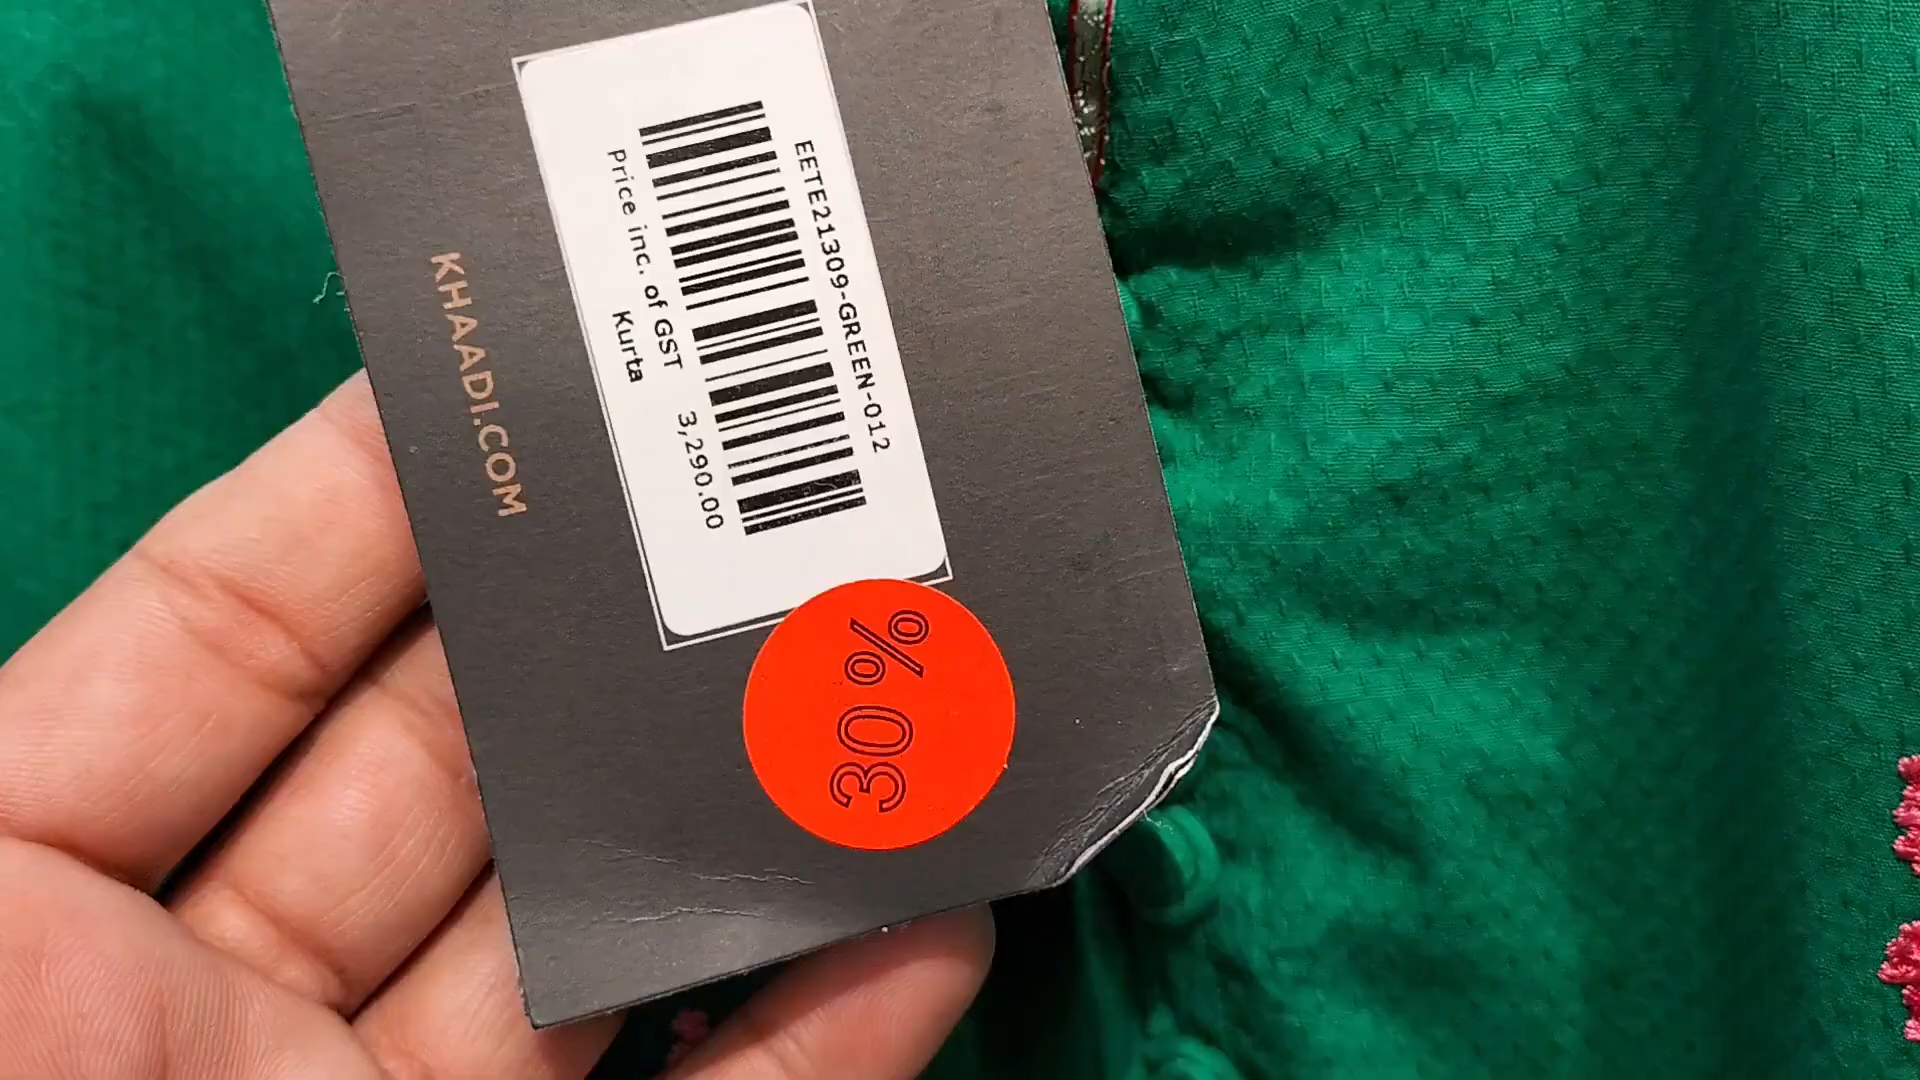 EETE21309-GREEN-012
Price inc. of GST 3,290.00
Kurta
KHAADI.COM
30%